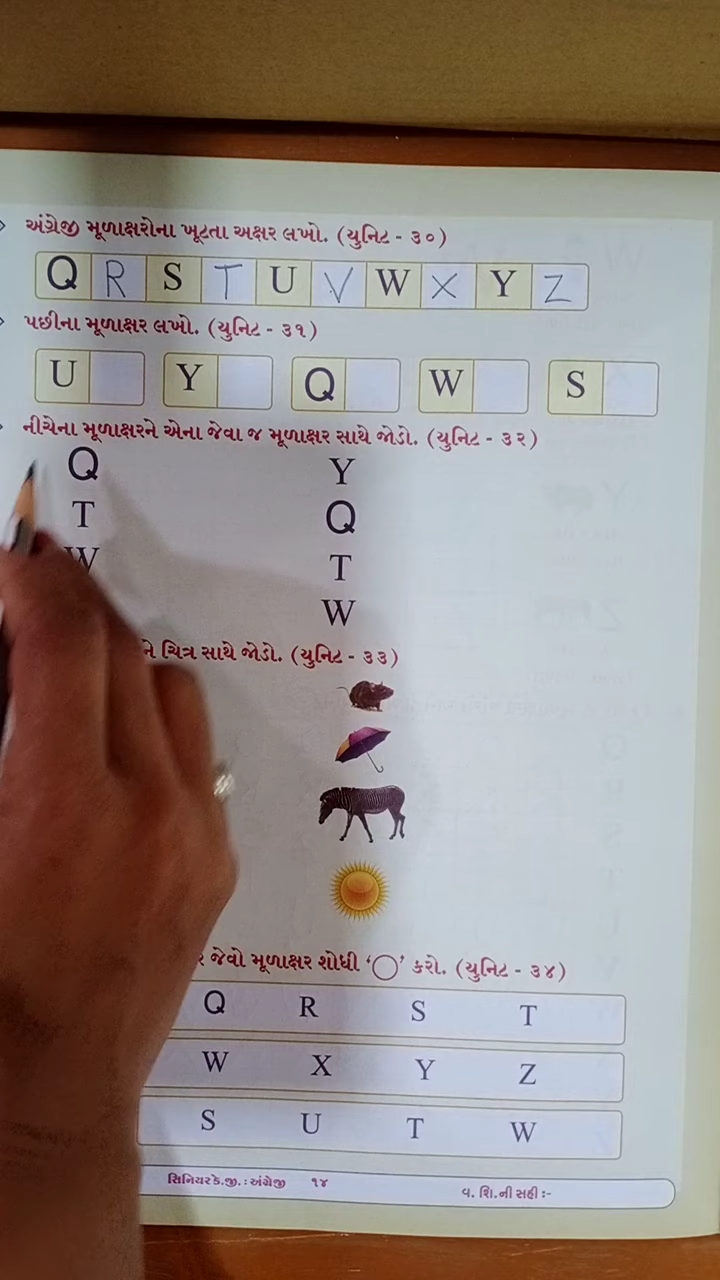 અંગ્રેજી મૂળાક્ષરોના ખૂટતા અક્ષર લખો. (યુનિટ - ૩૦)
Q R S T U V W X Y Z
પછીના મૂળાક્ષર લખો. (યુનિટ - ૩૧)
U Y Q W S
નીચેના મૂળાક્ષરને એના જેવા જ મૂળાક્ષર સાથે જોડો. (યુનિટ - ૩૨)
Q Y
T Q
W T
W
ને ચિત્ર સાથે જોડો. (યુનિટ - ૩૩)
જેવો મૂળાક્ષર શોધી ‘◯’ કરો. (યુનિટ - ૩૪)
Q R S T
W X Y Z
S U T W
સિનિયર કે.જી. : અંગ્રેજી ૧૪ વ. શિ.ની સહી :-